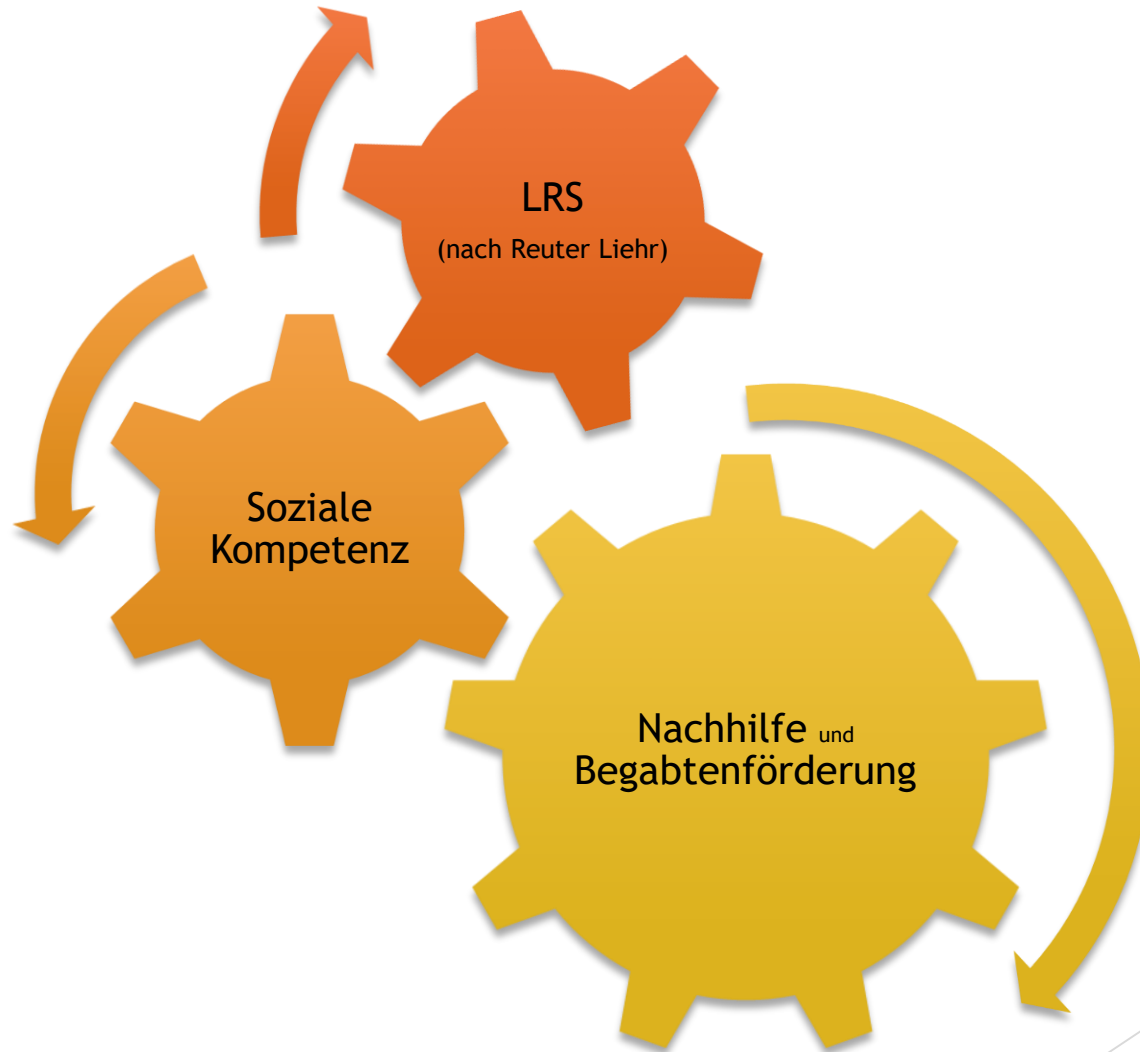 LRS
(nach Reuter Liehr)
Soziale
Kompetenz
Nachhilfe und
Begabtenförderung